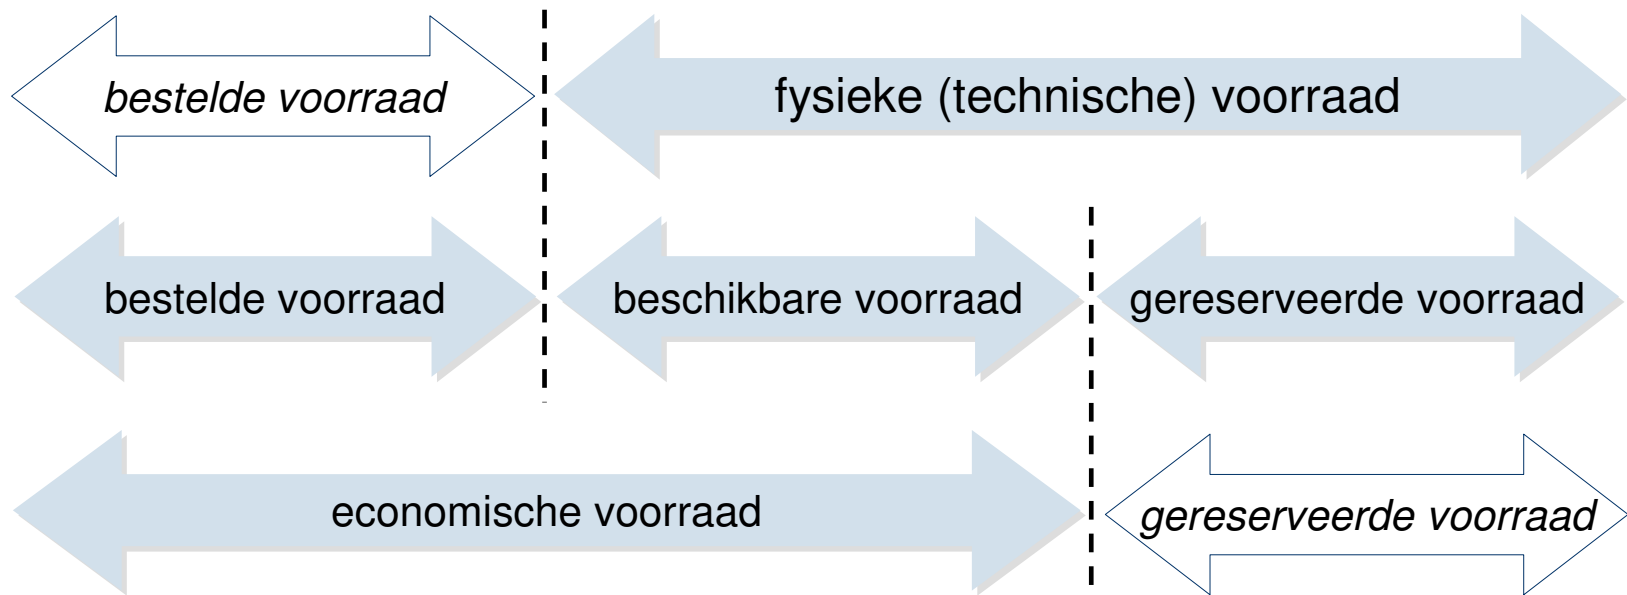 bestelde voorraad
fysieke (technische) voorraad
bestelde voorraad
beschikbare voorraad
gereserveerde voorraad
economische voorraad
gereserveerde voorraad